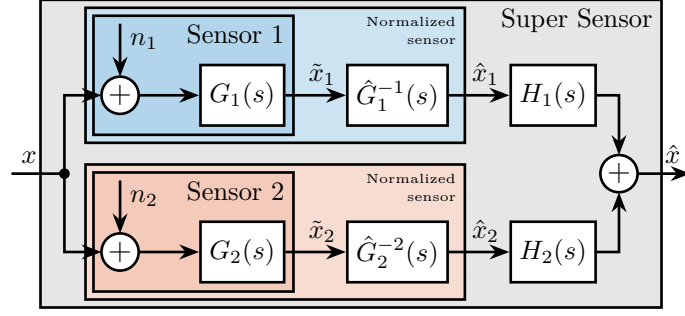 Super Sensor
Normalized
sensor
Sensor 1
n₁
+
G₁(s)
x̃₁
Ĝ₁⁻¹(s)
x̂₁
H₁(s)
x
+
x̂
Normalized
sensor
Sensor 2
n₂
+
G₂(s)
x̃₂
Ĝ₂⁻²(s)
x̂₂
H₂(s)